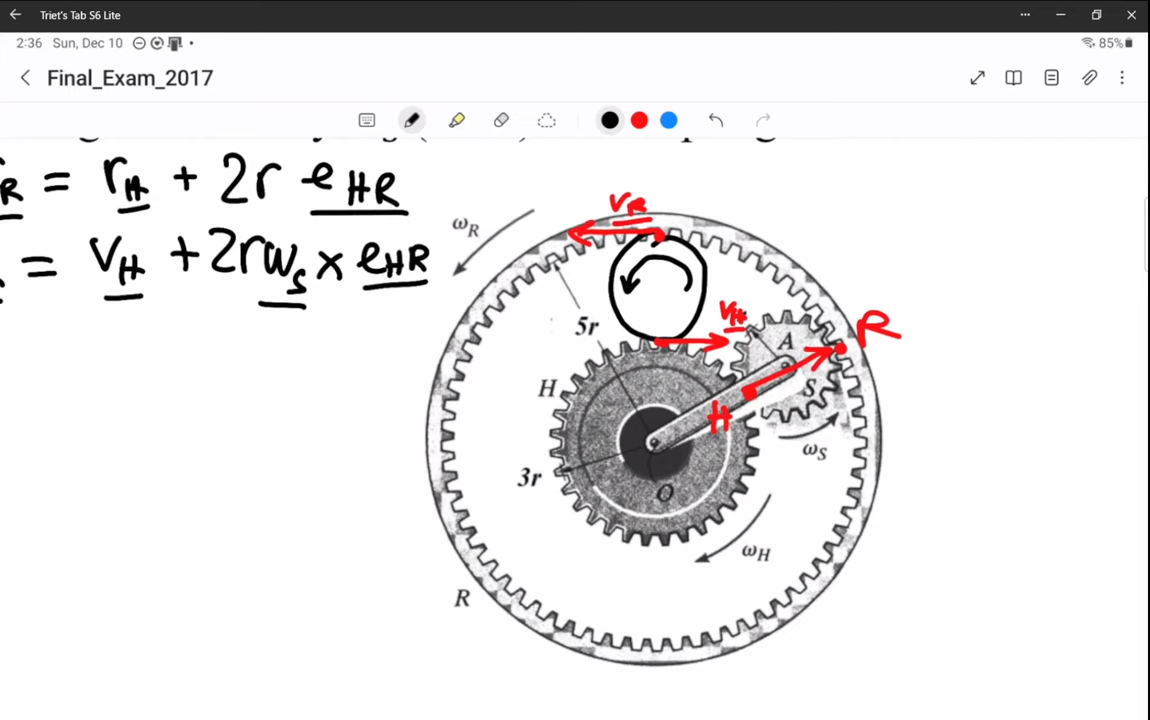 Triet's Tab S6 Lite
2:36 Sun, Dec 10
85%
Final_Exam_2017
R = rH + 2r eHR
= vH + 2rωs × eHR
vR
ωR
5r
vH
R
A
H
S
H
ωS
3r
O
ωH
R